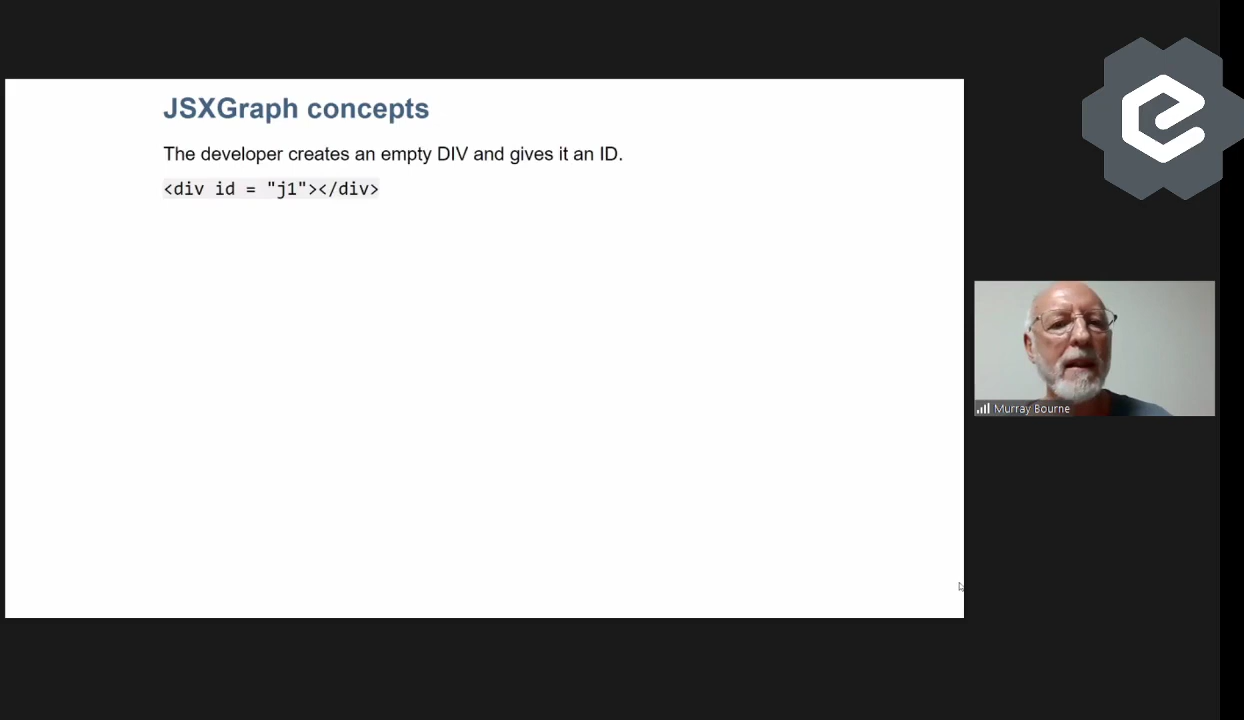 JSXGraph concepts
The developer creates an empty DIV and gives it an ID.
<div id = "j1"></div>
Murray Bourne